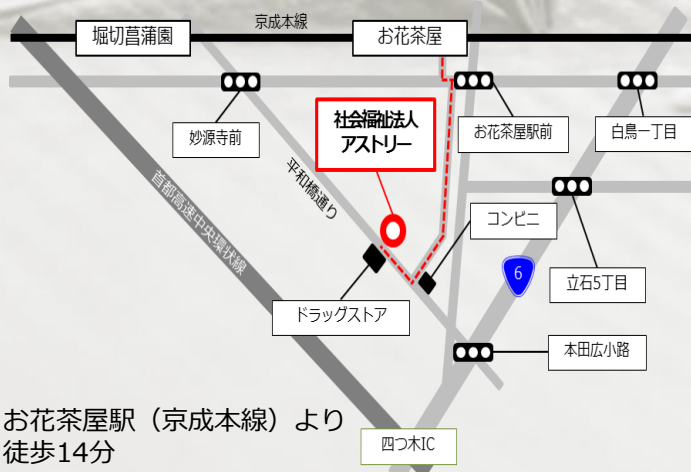 京成本線
堀切菖蒲園
お花茶屋
妙源寺前
社会福祉法人
アストリー
お花茶屋駅前
白鳥一丁目
平和橋通り
首都高速中央環状線
コンビニ
6
立石5丁目
ドラッグストア
本田広小路
お花茶屋駅（京成本線）より
徒歩14分
四つ木IC